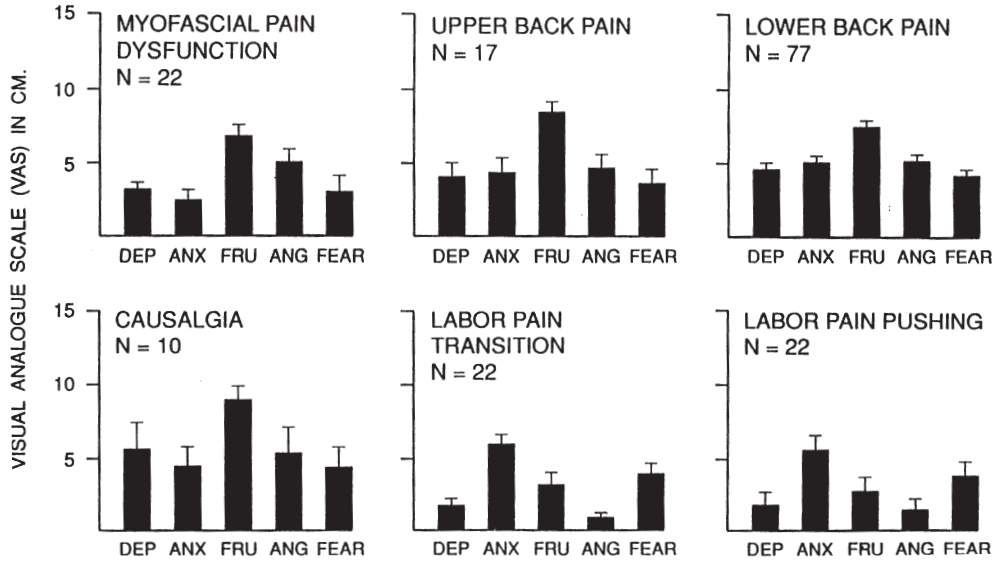 VISUAL ANALOGUE SCALE (VAS) IN CM.
15
10
5
MYOFASCIAL PAIN
DYSFUNCTION
N = 22
DEP ANX FRU ANG FEAR
UPPER BACK PAIN
N = 17
DEP ANX FRU ANG FEAR
LOWER BACK PAIN
N = 77
DEP ANX FRU ANG FEAR
15
10
5
CAUSALGIA
N = 10
DEP ANX FRU ANG FEAR
LABOR PAIN
TRANSITION
N = 22
DEP ANX FRU ANG FEAR
LABOR PAIN PUSHING
N = 22
DEP ANX FRU ANG FEAR